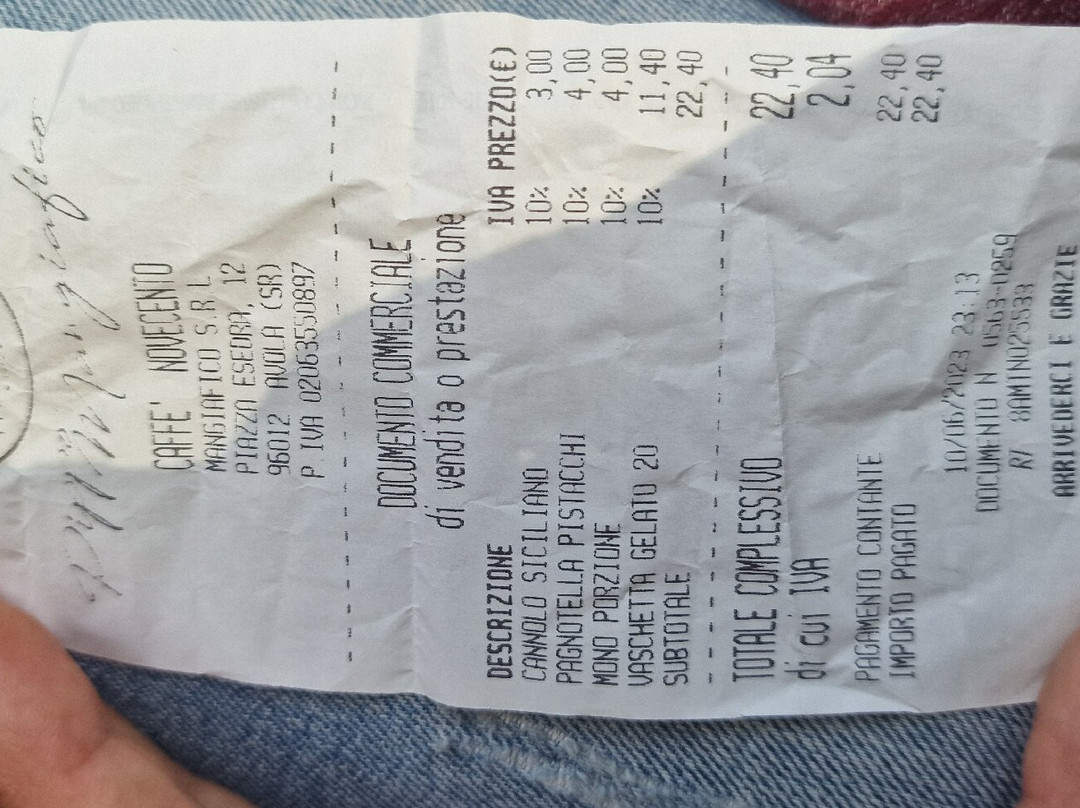 CAFFE' NOVECENTO
MANGIAFICO S.R.L
PIAZZA ESEDRA, 12
96012 AVOLA (SR)
P IVA 02063550897
DOCUMENTO COMMERCIALE
di vendita o prestazione
DESCRIZIONE IVA PREZZO(€)
CANNOLO SICILIANO 10% 3,00
PAGNOTELLA PISTACCHI 10% 4,00
MONO PORZIONE 10% 4,00
VASCHETTA GELATO 20 10% 11,40
SUBTOTALE 22,40
TOTALE COMPLESSIVO 22,40
di cui IVA 2,04
PAGAMENTO CONTANTE 22,40
IMPORTO PAGATO 22,40
10/06/2023 23:13
DOCUMENTO N 0563-0259
RT 8AMTN025533
ARRIVEDERCI E GRAZIE